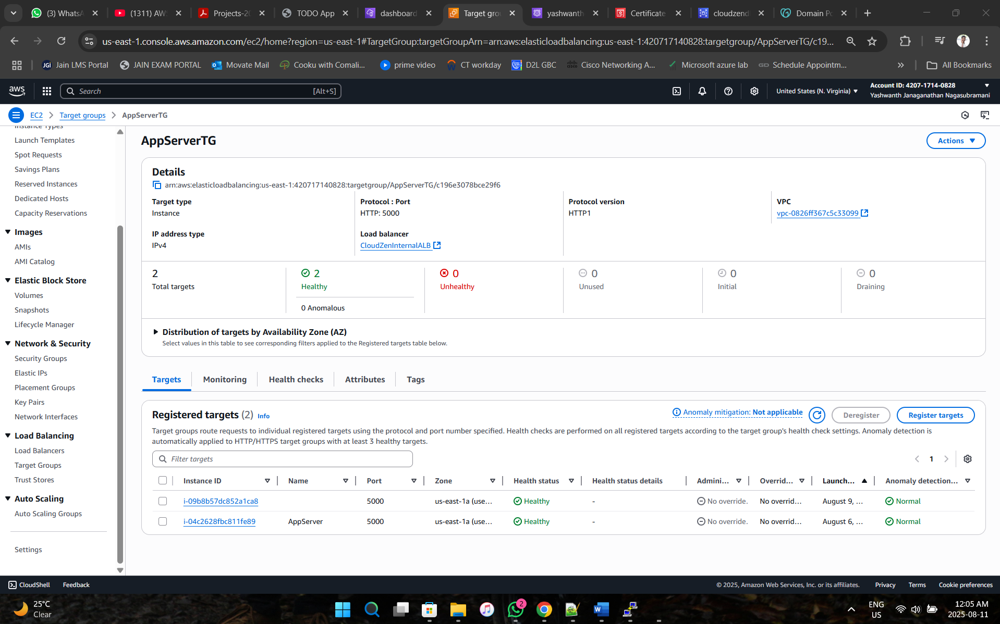 (3) WhatsA
(1311) AW
Projects-20
TODO App
dashboard
Target gro
yashwanth
Certificate
cloudzend
Domain Po
us-east-1.console.aws.amazon.com/ec2/home?region=us-east-1#TargetGroup:targetGroupArn=arn:aws:elasticloadbalancing:us-east-1:420717140828:targetgroup/AppServerTG/c19...
Jain LMS Portal
JAIN EXAM PORTAL
Movate Mail
Cooku with Comali...
prime video
CT workday
D2L GBC
Cisco Networking A...
Microsoft azure lab
Schedule Appointm...
All Bookmarks
aws
Search
[Alt+S]
United States (N. Virginia)
Account ID: 4207-1714-0828
Yashwanth Janaganathan Nagasubramani
EC2
Target groups
AppServerTG
Instance Types
Launch Templates
Spot Requests
Savings Plans
Reserved Instances
Dedicated Hosts
Capacity Reservations
Images
AMIs
AMI Catalog
Elastic Block Store
Volumes
Snapshots
Lifecycle Manager
Network & Security
Security Groups
Elastic IPs
Placement Groups
Key Pairs
Network Interfaces
Load Balancing
Load Balancers
Target Groups
Trust Stores
Auto Scaling
Auto Scaling Groups
Settings
AppServerTG
Actions
Details
arn:aws:elasticloadbalancing:us-east-1:420717140828:targetgroup/AppServerTG/c196e3078bce29f6
Target type
Instance
Protocol : Port
HTTP: 5000
Protocol version
HTTP1
VPC
vpc-0826ff367c5c33099
IP address type
IPv4
Load balancer
CloudZenInternalALB
2
Total targets
2
Healthy
0 Anomalous
0
Unhealthy
0
Unused
0
Initial
0
Draining
Distribution of targets by Availability Zone (AZ)
Select values in this table to see corresponding filters applied to the Registered targets table below.
Targets
Monitoring
Health checks
Attributes
Tags
Registered targets (2) Info
Anomaly mitigation: Not applicable
Deregister
Register targets
Target groups route requests to individual registered targets using the protocol and port number specified. Health checks are performed on all registered targets according to the target group's health check settings. Anomaly detection is
automatically applied to HTTP/HTTPS target groups with at least 3 healthy targets.
Filter targets
1
Instance ID Name Port Zone Health status Health status details Admini... Overrid... Launch... Anomaly detection...
i-09b8b57dc852a1ca8 5000 us-east-1a (use... Healthy - No override. No overrid... August 9, ... Normal
i-04c2628fbc811fe89 AppServer 5000 us-east-1a (use... Healthy - No override. No overrid... August 6, ... Normal
CloudShell
Feedback
© 2025, Amazon Web Services, Inc. or its affiliates.
Privacy
Terms
Cookie preferences
25°C
Clear
2
ENG
US
12:05 AM
2025-08-11